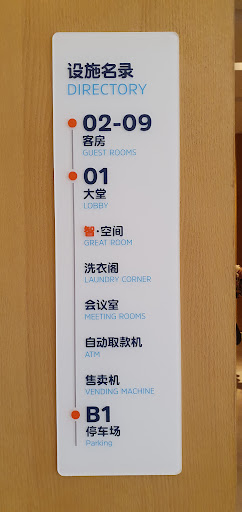 设施名录
DIRECTORY
02-09
客房
GUEST ROOMS
01
大堂
LOBBY
智·空间
GREAT ROOM
洗衣阁
LAUNDRY CORNER
会议室
MEETING ROOMS
自动取款机
ATM
售卖机
VENDING MACHINE
B1
停车场
Parking